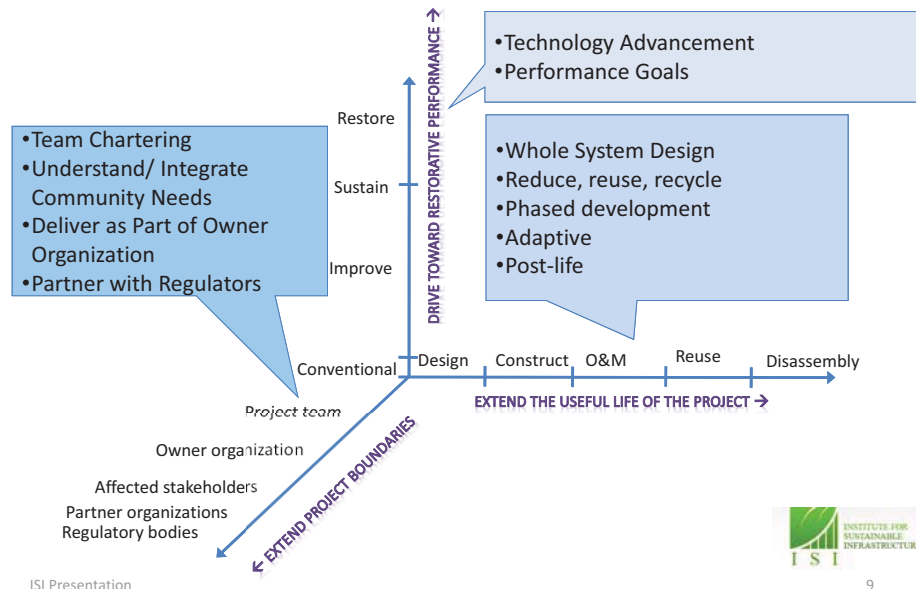 •Technology Advancement
•Performance Goals
•Team Chartering
•Understand/ Integrate
Community Needs
•Deliver as Part of Owner
Organization
•Partner with Regulators
•Whole System Design
•Reduce, reuse, recycle
•Phased development
•Adaptive
•Post-life
Restore
Sustain
Improve
Conventional
DRIVE TOWARD RESTORATIVE PERFORMANCE →
Design
Construct
O&M
Reuse
Disassembly
EXTEND THE USEFUL LIFE OF THE PROJECT →
Project team
Owner organization
Affected stakeholders
Partner organizations
Regulatory bodies
← EXTEND PROJECT BOUNDARIES
INSTITUTE FOR
SUSTAINABLE
INFRASTRUCTUR
I S I
ISI Presentation
9